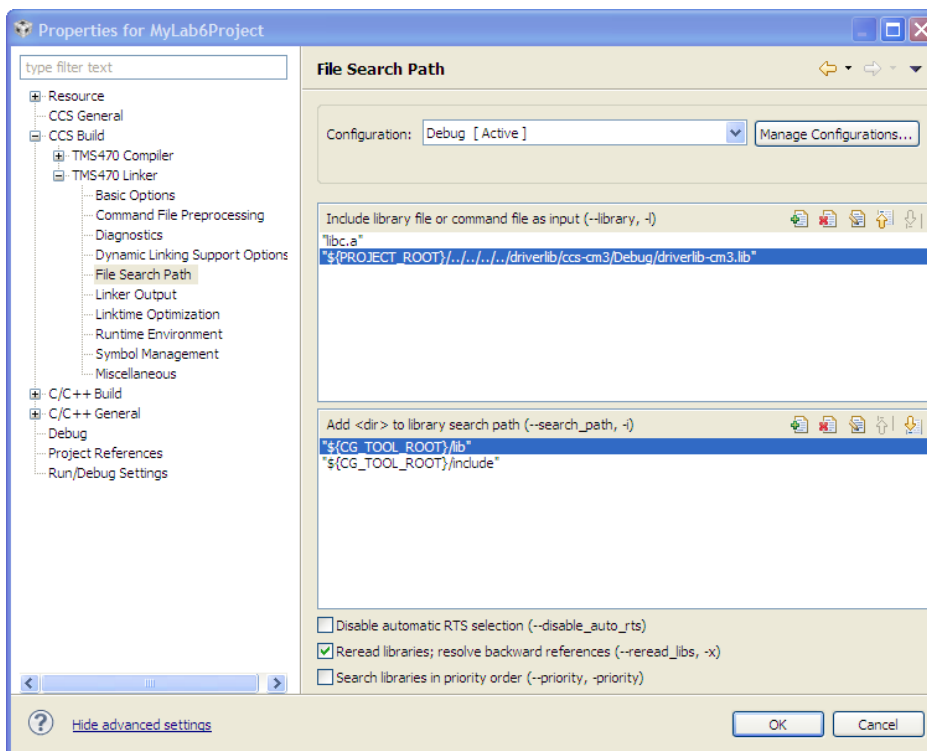 Properties for MyLab6Project
type filter text
Resource
CCS General
CCS Build
TMS470 Compiler
TMS470 Linker
Basic Options
Command File Preprocessing
Diagnostics
Dynamic Linking Support Options
File Search Path
Linker Output
Linktime Optimization
Runtime Environment
Symbol Management
Miscellaneous
C/C++ Build
C/C++ General
Debug
Project References
Run/Debug Settings
File Search Path
Configuration: Debug [ Active ] Manage Configurations...
Include library file or command file as input (--library, -l)
"libc.a"
"${PROJECT_ROOT}/../../../../driverlib/ccs-cm3/Debug/driverlib-cm3.lib"
Add <dir> to library search path (--search_path, -i)
"${CG_TOOL_ROOT}/lib"
"${CG_TOOL_ROOT}/include"
Disable automatic RTS selection (--disable_auto_rts)
Reread libraries; resolve backward references (--reread_libs, -x)
Search libraries in priority order (--priority, -priority)
? Hide advanced settings OK Cancel